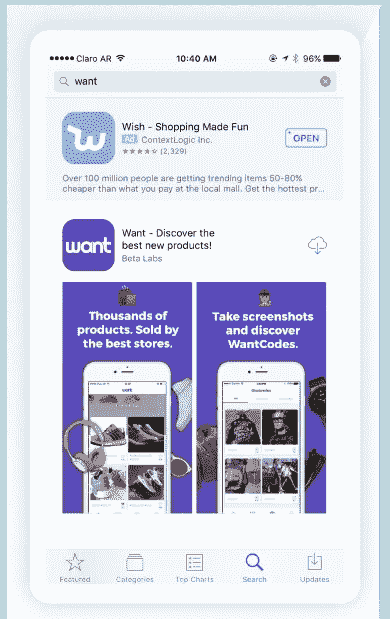 Claro AR 10:40 AM 96%
want
Wish - Shopping Made Fun
Ad ContextLogic Inc.
(2,329)
OPEN
Over 100 million people are getting trending items 50-80%
cheaper than what you pay at the local mall. Get the hottest pr...
want
Want - Discover the
best new products!
Beta Labs
Thousands of
products. Sold by
the best stores.
want
Take screenshots
and discover
WantCodes.
Featured
Categories
Top Charts
Search
Updates